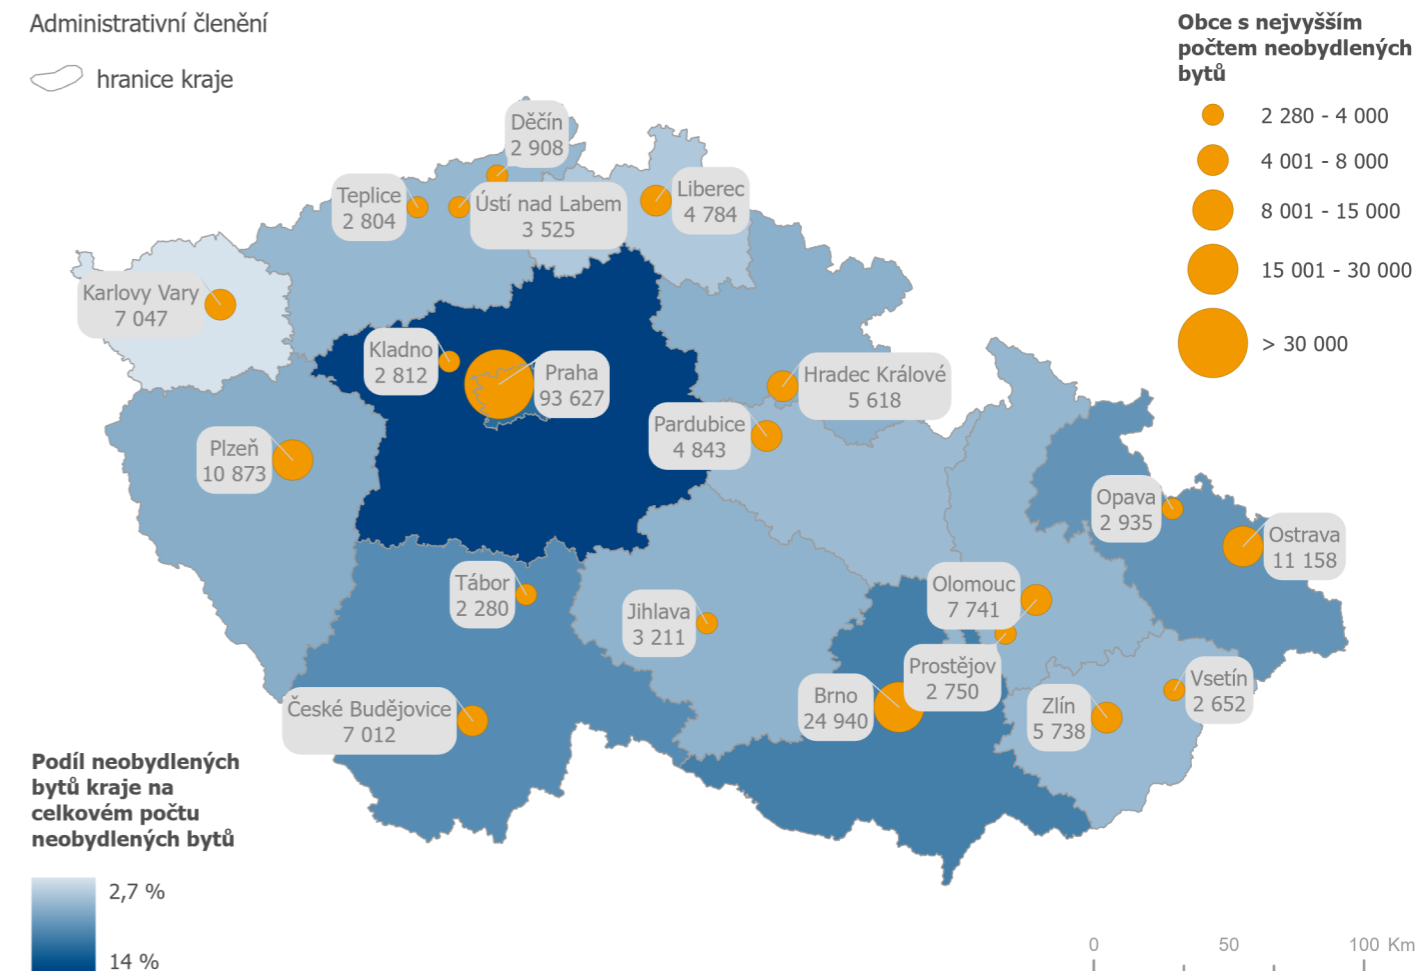 Administrativní členění
hranice kraje
Obce s nejvyšším
počtem neobydlených
bytů
2 280 - 4 000
4 001 - 8 000
8 001 - 15 000
15 001 - 30 000
> 30 000
Děčín
2 908
Teplice
2 804
Ústí nad Labem
3 525
Liberec
4 784
Karlovy Vary
7 047
Kladno
2 812
Praha
93 627
Hradec Králové
5 618
Pardubice
4 843
Plzeň
10 873
Opava
2 935
Ostrava
11 158
Tábor
2 280
Jihlava
3 211
Olomouc
7 741
Prostějov
2 750
Brno
24 940
Vsetín
2 652
Zlín
5 738
České Budějovice
7 012
Podíl neobydlených
bytů kraje na
celkovém počtu
neobydlených bytů
2,7 %
14 %
0 50 100 Km